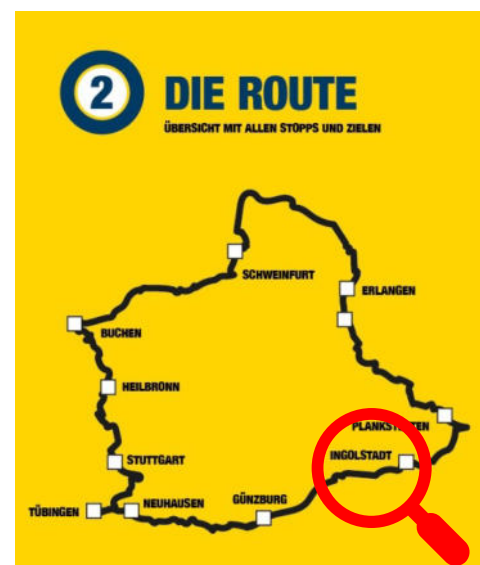 2
DIE ROUTE
ÜBERSICHT MIT ALLEN STOPPS UND ZIELEN
SCHWEINFURT
ERLANGEN
BUCHEN
HEILBRONN
INGOLSTADT
STUTTGART
GÜNZBURG
NEUHAUSEN
TÜBINGEN